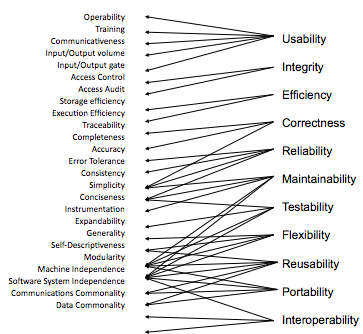 Operability
Training
Communicativeness
Input/Output volume
Input/Output gate
Access Control
Access Audit
Storage efficiency
Execution Efficiency
Traceability
Completeness
Accuracy
Error Tolerance
Consistency
Simplicity
Conciseness
Instrumentation
Expandability
Generality
Self-Descriptiveness
Modularity
Machine Independence
Software System Independence
Communications Commonality
Data Commonality
Usability
Integrity
Efficiency
Correctness
Reliability
Maintainability
Testability
Flexibility
Reusability
Portability
Interoperability